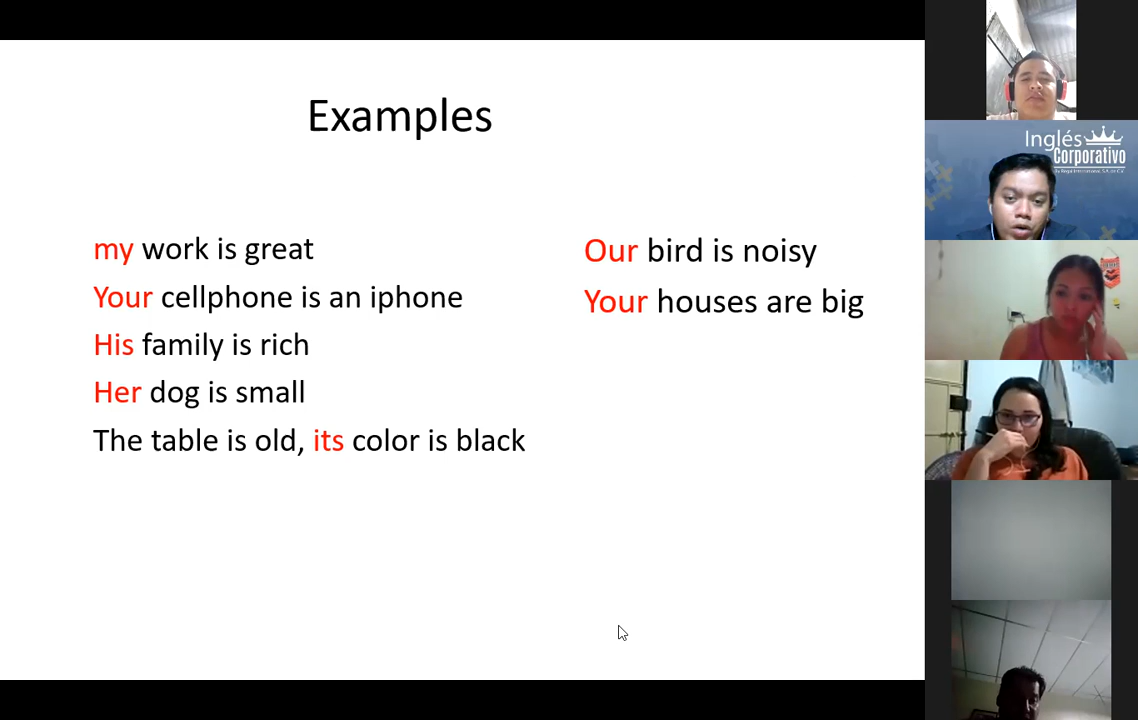 Examples
my work is great
Your cellphone is an iphone
His family is rich
Her dog is small
The table is old, its color is black
Our bird is noisy
Your houses are big
Inglés
Corporativo